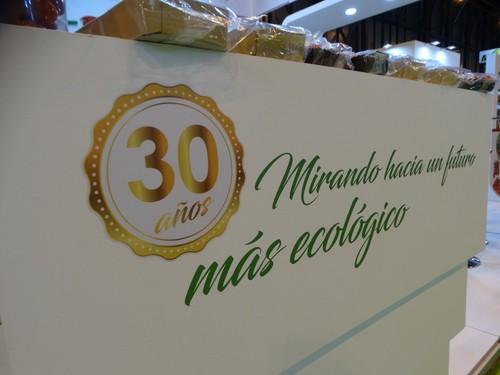 30
años
Mirando hacia un futuro
más ecológico